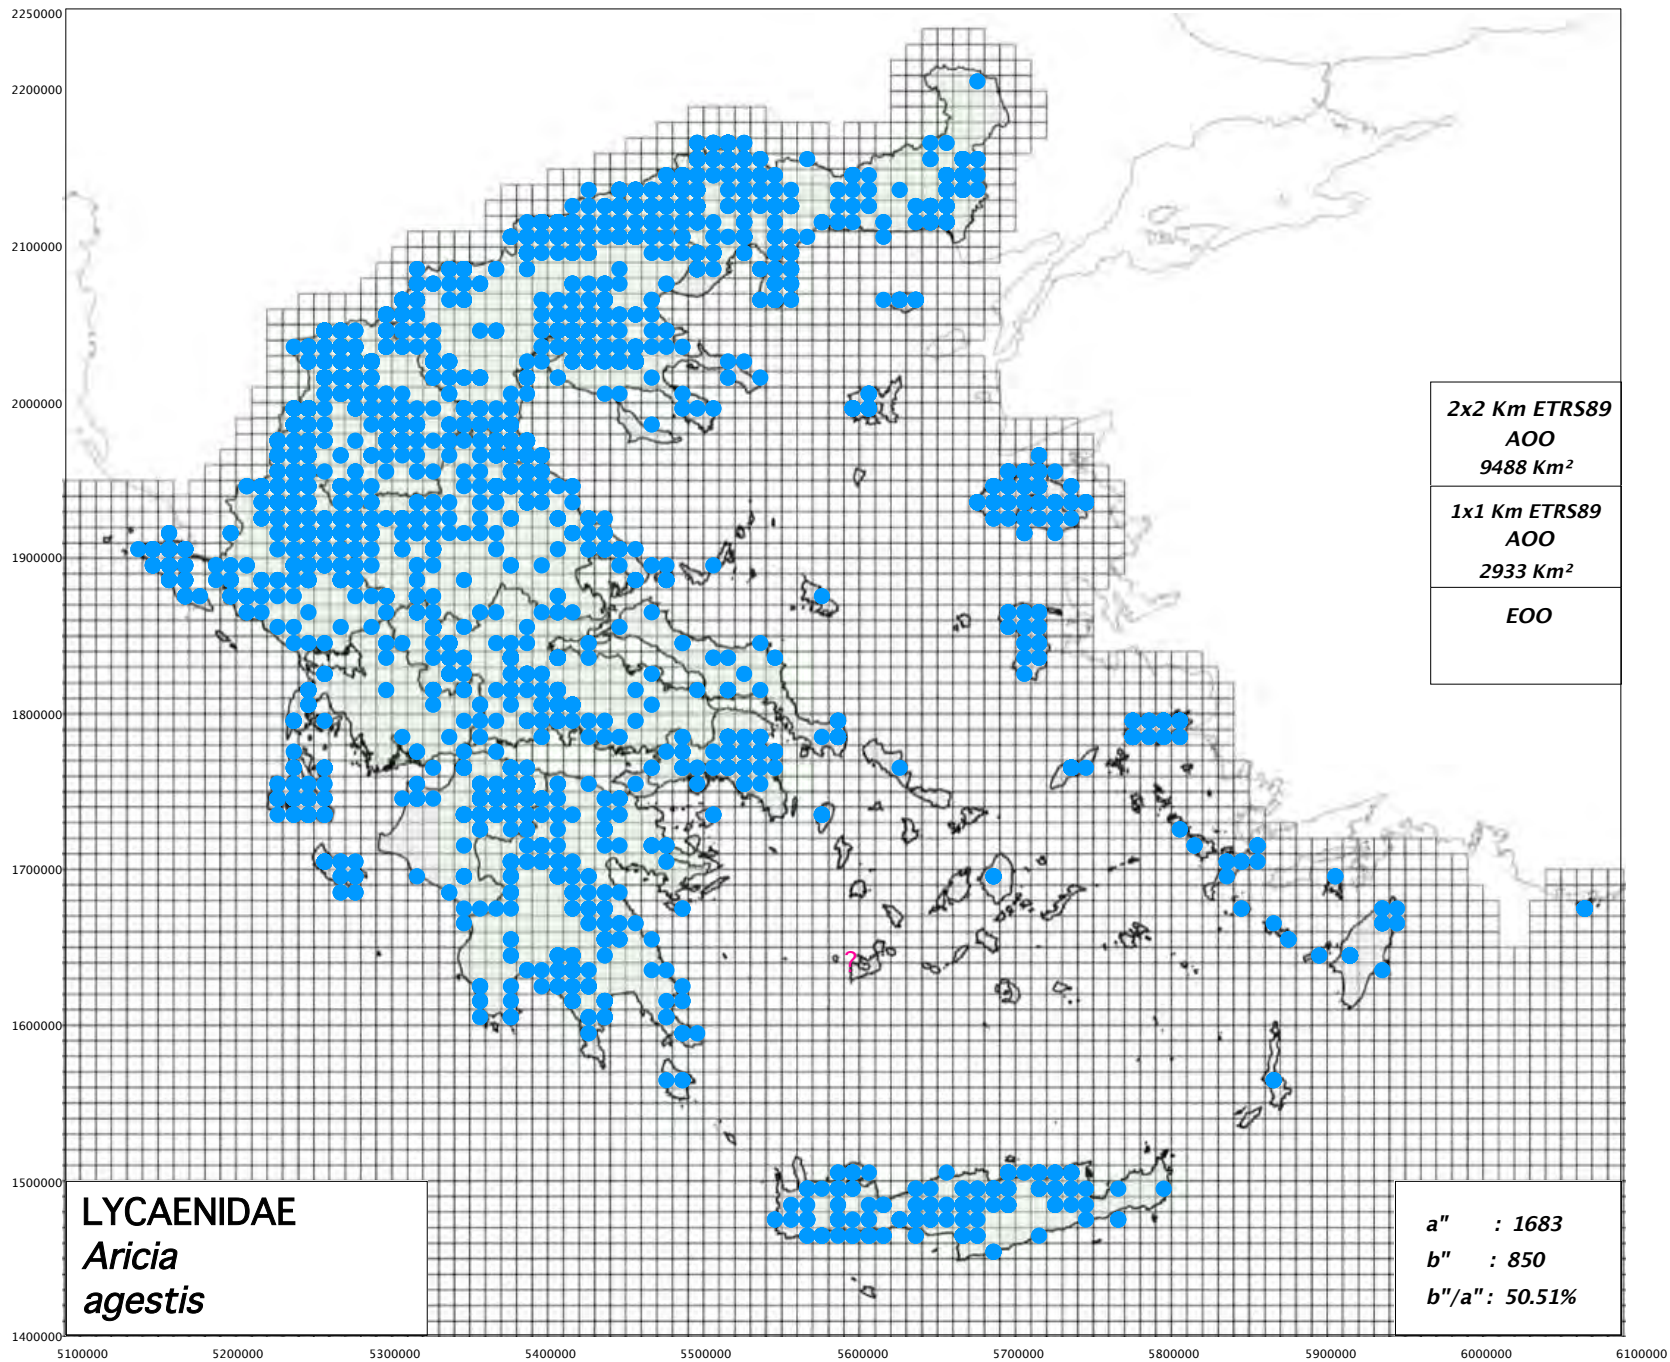 2250000
2200000
2100000
2000000
1900000
1800000
1700000
1600000
1500000
1400000
5100000 5200000 5300000 5400000 5500000 5600000 5700000 5800000 5900000 6000000 6100000
2x2 Km ETRS89
AOO
9488 Km²
1x1 Km ETRS89
AOO
2933 Km²
EOO
?
LYCAENIDAE
Aricia
agestis
a" : 1683
b" : 850
b"/a" : 50.51%